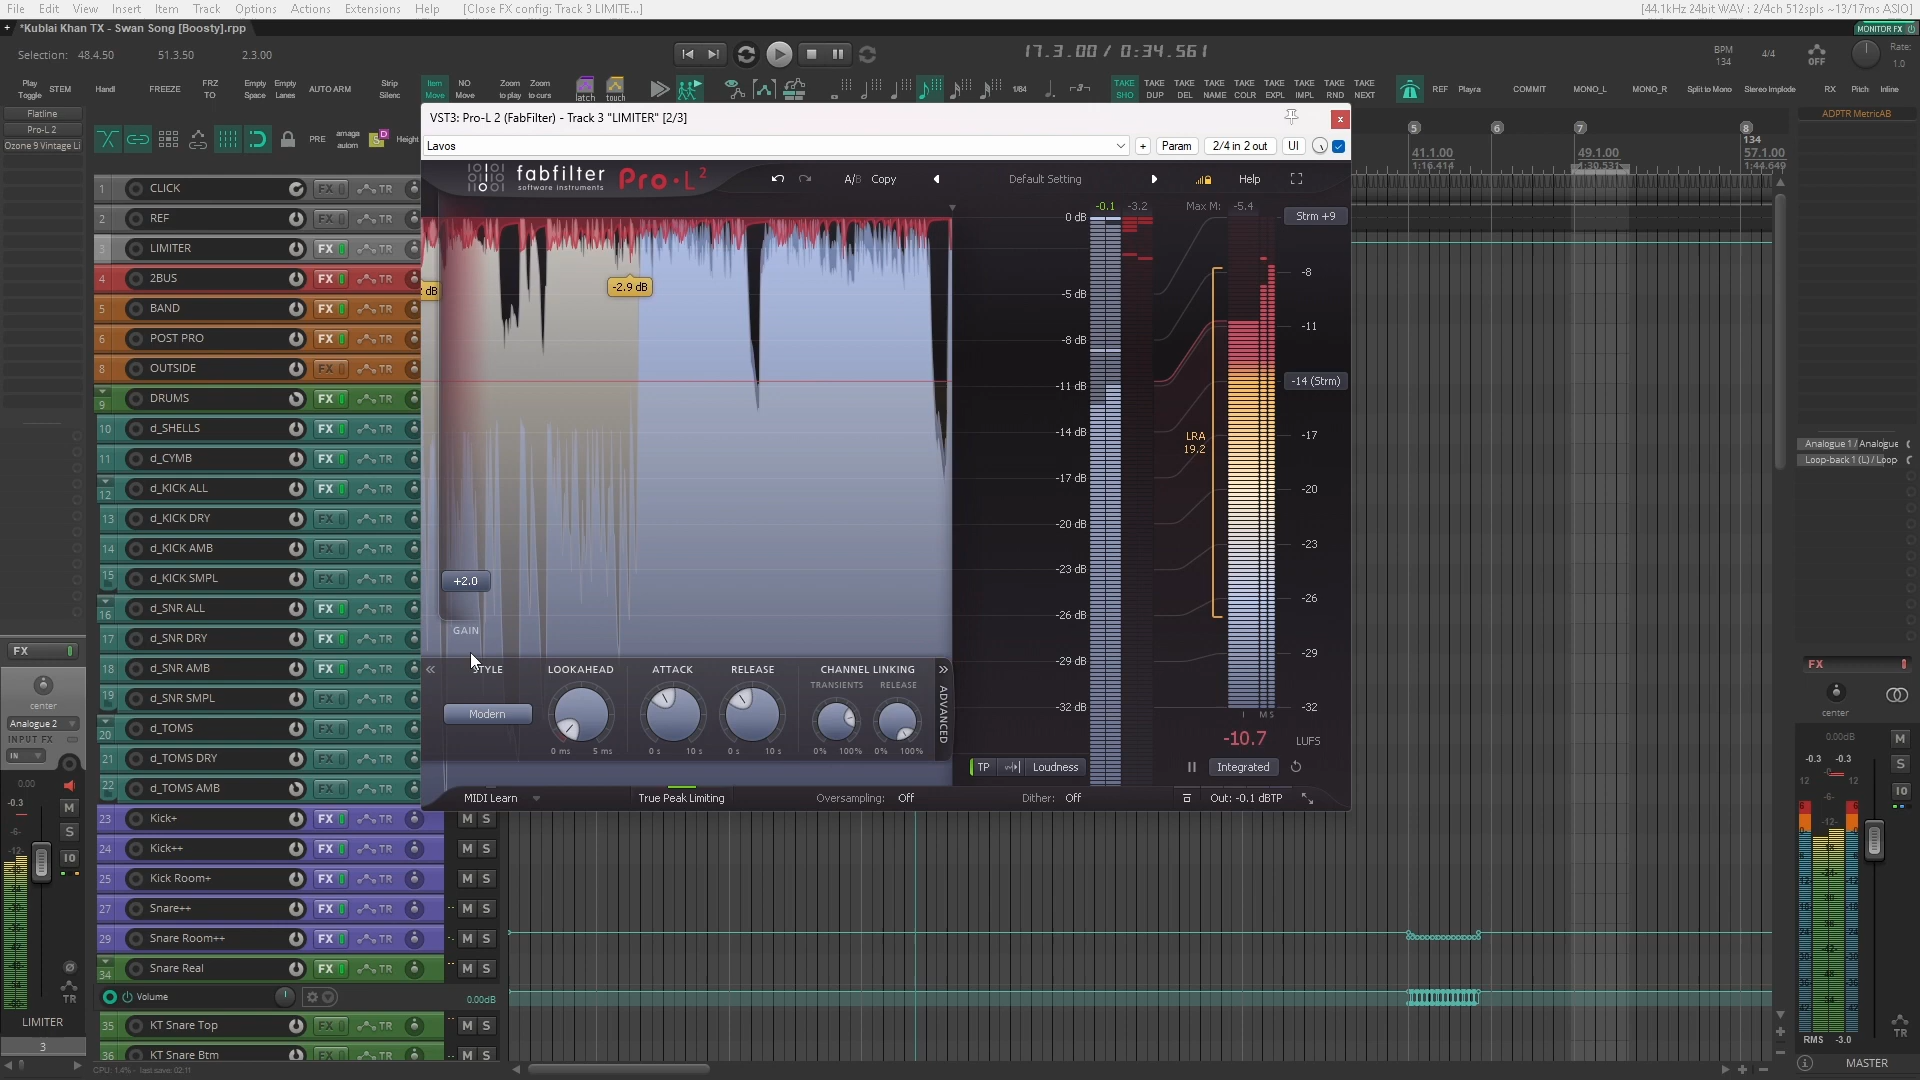 File Edit View Insert Item Track Options Actions Extensions Help [Close FX config: Track 3 LIMITE...] [44.1kHz 24bit WAV : 2/4ch 512spls ~13/17ms ASIO]
*Kublai Khan TX - Swan Song [Boosty].rpp MONITOR FX
Selection: 48.4.50 51.3.50 2.3.00 17.3.00 / 0:34.561 BPM 134 4/4 OFF Rate: 1.0
Play Toggle STEM Handl FREEZE FRZ TO Empty Space Empty Lanes AUTO ARM Strip Silenc Item Move NO Move Zoom to play Zoom to curs latch touch 1/64 TAKE SHO TAKE DUP TAKE DEL TAKE NAME TAKE COLR TAKE EXPL TAKE IMPL TAKE RND TAKE NEXT REF Playra COMMIT MONO_L MONO_R Split to Mono Stereo Implode RX Pitch Inline
Flatline
Pro-L 2
Ozone 9 Vintage Li
PRE amaga autom Height
VST3: Pro-L 2 (FabFilter) - Track 3 "LIMITER" [2/3]
Lavos + Param 2/4 in 2 out UI
fabfilter software instruments Pro·L 2 A/B Copy Default Setting Help
ADPTR MetricAB
5 6 7 8
134
41.1.00 49.1.00 57.1.00
1:16.414 1:30.531 1:44.649
-0.1 -3.2 Max M: -5.4 Strm +9
0 dB
-5 dB
-8 dB
-11 dB
-14 dB
-17 dB
-20 dB
-23 dB
-26 dB
-29 dB
-32 dB
-2.9 dB
dB
-8
-11
-14 (Strm)
-17
-20
-23
-26
-29
-32
LRA
19.2
I M S
-10.7 LUFS
+2.0
GAIN
STYLE LOOKAHEAD ATTACK RELEASE CHANNEL LINKING
TRANSIENTS RELEASE
Modern
0 ms 5 ms 0 s 10 s 0 s 10 s 0% 100% 0% 100%
ADVANCED
TP Loudness Integrated
MIDI Learn True Peak Limiting Oversampling: Off Dither: Off Out: -0.1 dBTP
1 CLICK FX TR
2 REF FX TR
3 LIMITER FX TR
4 2BUS FX TR
5 BAND FX TR
6 POST PRO FX TR
8 OUTSIDE FX TR
9 DRUMS FX TR
10 d_SHELLS FX TR
11 d_CYMB FX TR
12 d_KICK ALL FX TR
13 d_KICK DRY FX TR
14 d_KICK AMB FX TR
15 d_KICK SMPL FX TR
16 d_SNR ALL FX TR
17 d_SNR DRY FX TR
18 d_SNR AMB FX TR
19 d_SNR SMPL FX TR
20 d_TOMS FX TR
21 d_TOMS DRY FX TR
22 d_TOMS AMB FX TR
23 Kick+ FX TR M S
24 Kick++ FX TR M S
25 Kick Room+ FX TR M S
27 Snare++ FX TR M S
29 Snare Room++ FX TR M S
34 Snare Real FX TR M S
Volume 0.00dB
35 KT Snare Top FX TR M S
36 KT Snare Btm FX TR M S
CPU: 1.4% - last save: 02:11
FX
center
Analogue 2
INPUT FX
IN
0.00
-0.3
M
S
IO
TR
LIMITER
3
Analogue 1 / Analogue
Loop-back 1 (L) / Loop
FX
center
0.00dB
-0.3 -0.3
M
S
IO
TR
RMS -3.0
MASTER